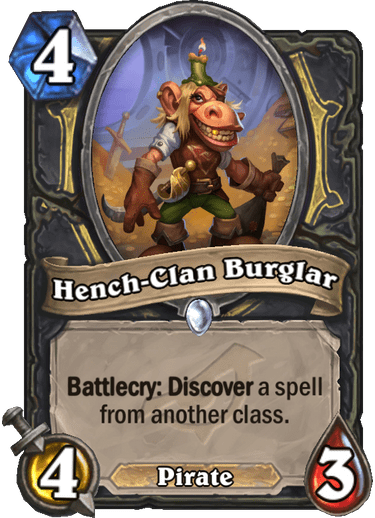 4
Hench-Clan Burglar
Battlecry: Discover a spell
from another class.
4
Pirate
3